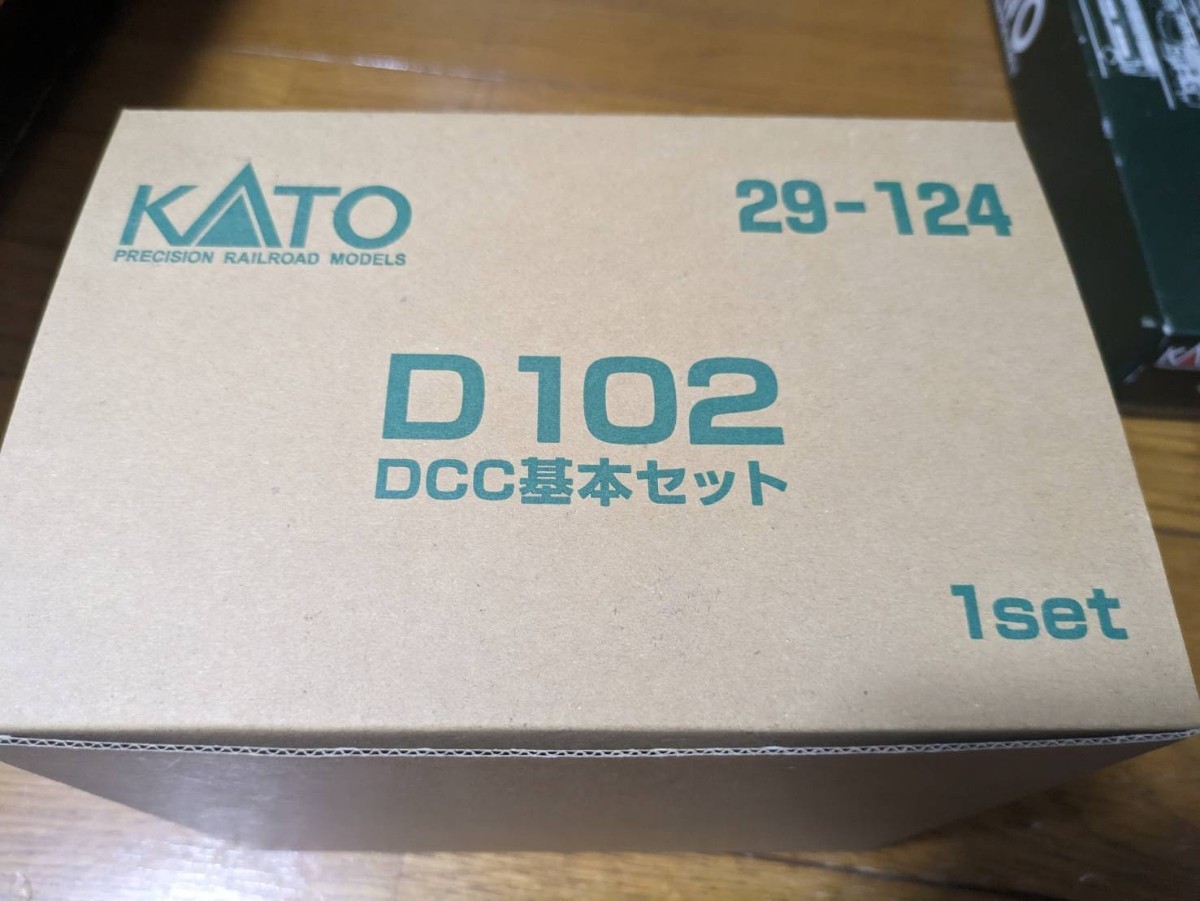 KATO
PRECISION RAILROAD MODELS
29-124
D102
DCC基本セット
1set